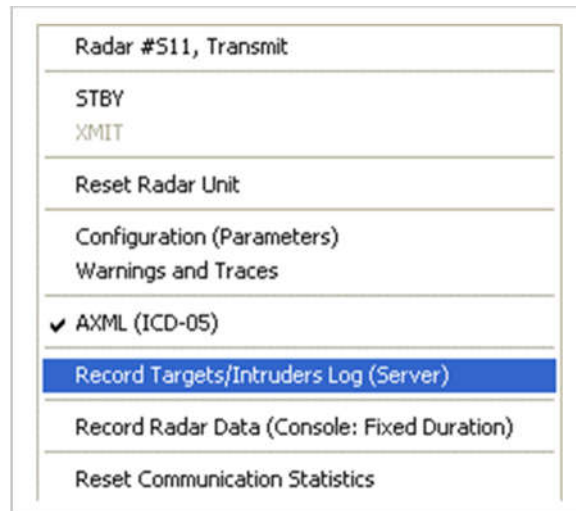 Radar #S11, Transmit
STBY
XMIT
Reset Radar Unit
Configuration (Parameters)
Warnings and Traces
AXML (ICD-05)
Record Targets/Intruders Log (Server)
Record Radar Data (Console: Fixed Duration)
Reset Communication Statistics